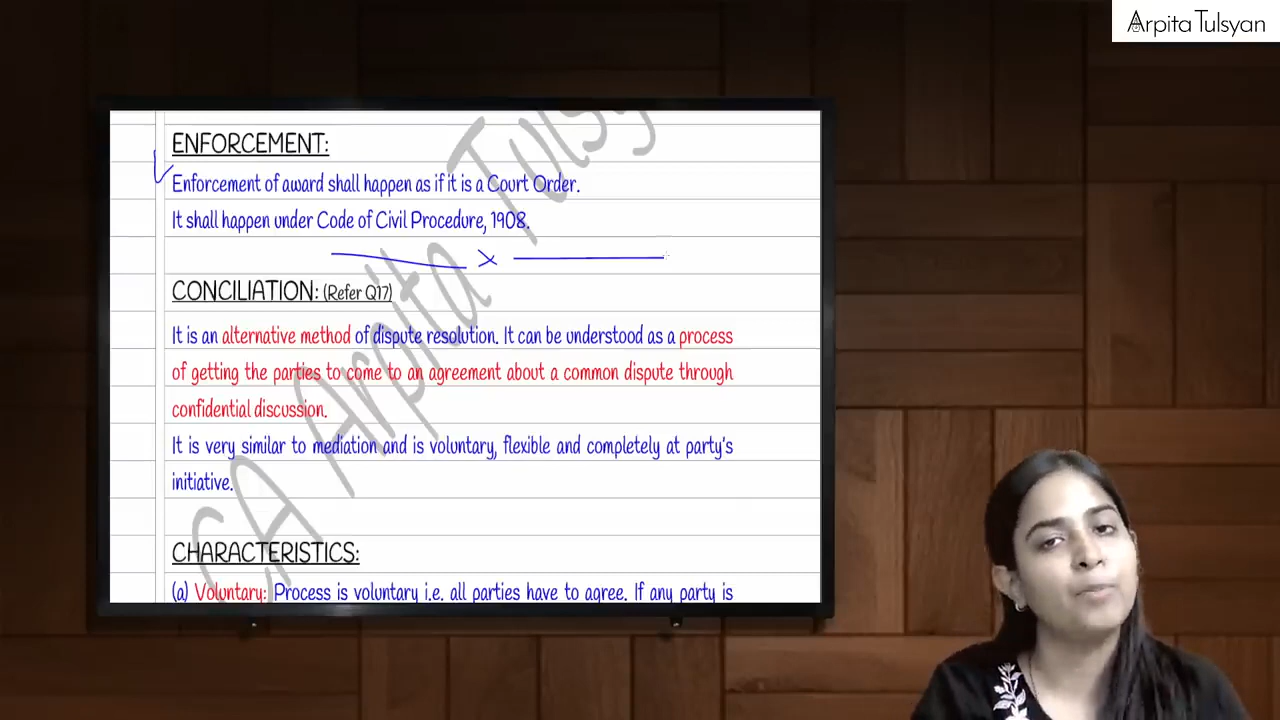 Arpita Tulsyan
ENFORCEMENT:
Enforcement of award shall happen as if it is a Court Order.
It shall happen under Code of Civil Procedure, 1908.
CONCILIATION: (Refer Q17)
It is an alternative method of dispute resolution. It can be understood as a process
of getting the parties to come to an agreement about a common dispute through
confidential discussion.
It is very similar to mediation and is voluntary, flexible and completely at party's
initiative.
CHARACTERISTICS:
(a) Voluntary: Process is voluntary i.e. all parties have to agree. If any party is
CA Arpita Tulsy